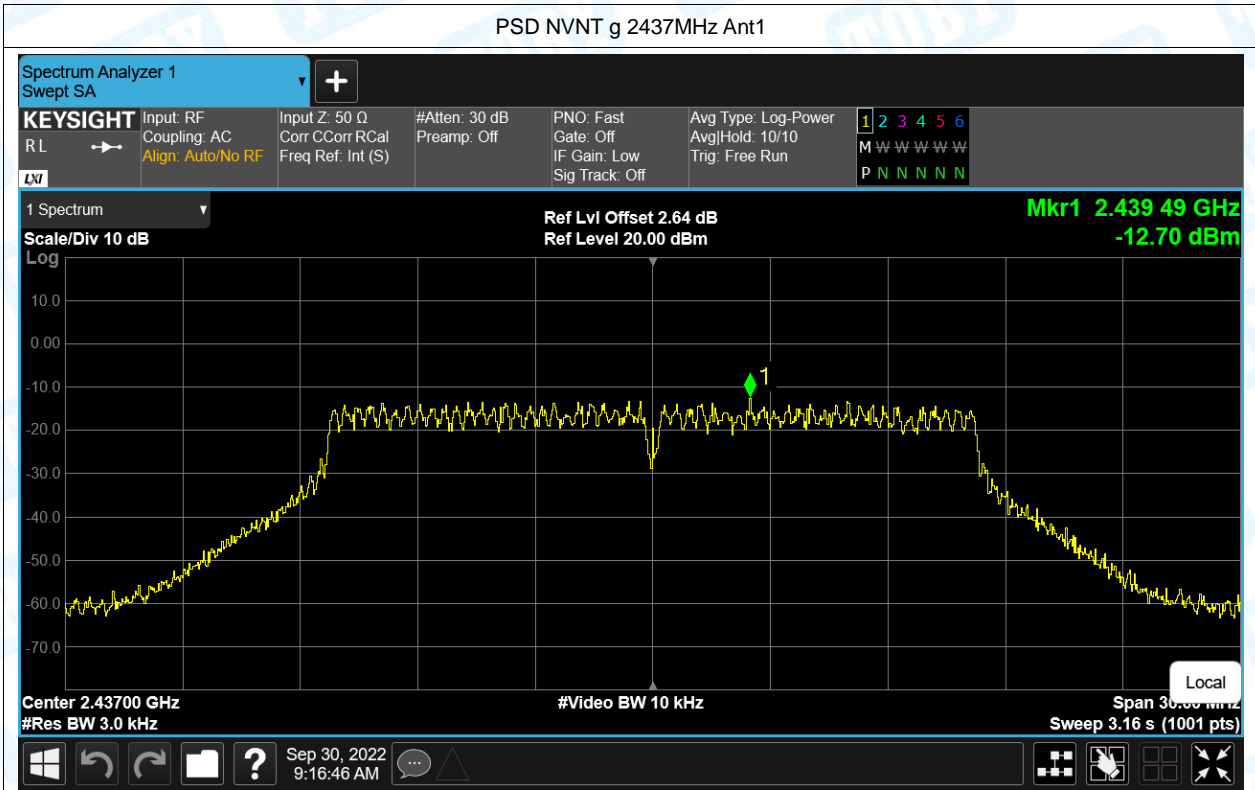 PSD NVNT g 2437MHz Ant1
Spectrum Analyzer 1
Swept SA
KEYSIGHT
RL
LXI
Input: RF
Coupling: AC
Align: Auto/No RF
Input Z: 50 Ω
Corr CCorr RCal
Freq Ref: Int (S)
#Atten: 30 dB
Preamp: Off
PNO: Fast
Gate: Off
IF Gain: Low
Sig Track: Off
Avg Type: Log-Power
Avg|Hold: 10/10
Trig: Free Run
1 2 3 4 5 6
M W W W W W
P N N N N N
1 Spectrum
Scale/Div 10 dB
Ref Lvl Offset 2.64 dB
Ref Level 20.00 dBm
Mkr1 2.439 49 GHz
-12.70 dBm
Log
10.0
0.00
-10.0
-20.0
-30.0
-40.0
-50.0
-60.0
-70.0
1
Center 2.43700 GHz
#Res BW 3.0 kHz
#Video BW 10 kHz
Local
Span 30.00 MHz
Sweep 3.16 s (1001 pts)
?
Sep 30, 2022
9:16:46 AM